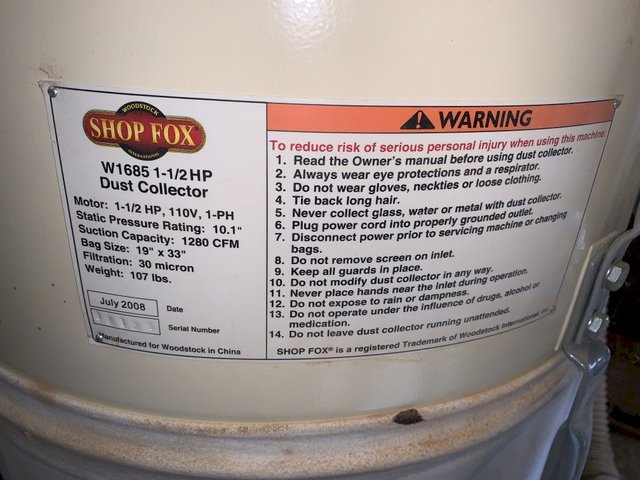 WOODSTOCK
SHOP FOX®
INTERNATIONAL
W1685 1-1/2 HP
Dust Collector
Motor: 1-1/2 HP, 110V, 1-PH
Static Pressure Rating: 10.1"
Suction Capacity: 1280 CFM
Bag Size: 19" x 33"
Filtration: 30 micron
Weight: 107 lbs.
July 2008 Date
Serial Number
Manufactured for Woodstock in China
WARNING
To reduce risk of serious personal injury when using this machine:
1. Read the Owner's manual before using dust collector.
2. Always wear eye protections and a respirator.
3. Do not wear gloves, neckties or loose clothing.
4. Tie back long hair.
5. Never collect glass, water or metal with dust collector.
6. Plug power cord into properly grounded outlet.
7. Disconnect power prior to servicing machine or changing
bags.
8. Do not remove screen on inlet.
9. Keep all guards in place.
10. Do not modify dust collector in any way.
11. Never place hands near the inlet during operation.
12. Do not expose to rain or dampness.
13. Do not operate under the influence of drugs, alcohol or
medication.
14. Do not leave dust collector running unattended.
SHOP FOX® is a registered Trademark of Woodstock International, Inc.